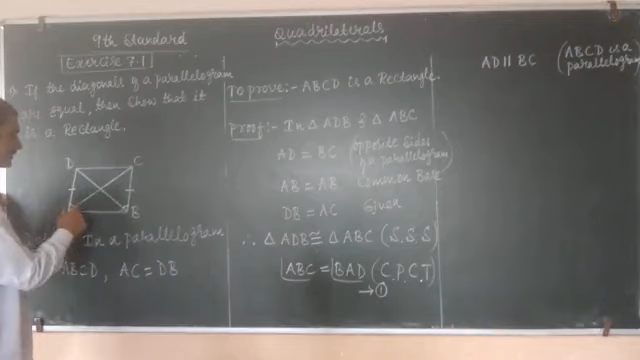 9th Standard
Quadrilaterals
Exercise 7.1
If the diagonals of a parallelogram
are equal, then Show that it
is a Rectangle.
D C
B
In a parallelogram
ABCD, AC = DB
To prove:- ABCD is a Rectangle.
Proof:- In △ ADB & △ ABC
AD = BC (opposite sides
of a parallelogram)
AB = AB Common Base
DB = AC Given
∴ △ ADB ≅ △ ABC (S,S,S)
ABC = BAD (C.P.C.T)
→ ①
AD || BC (ABCD is a
parallelogram)